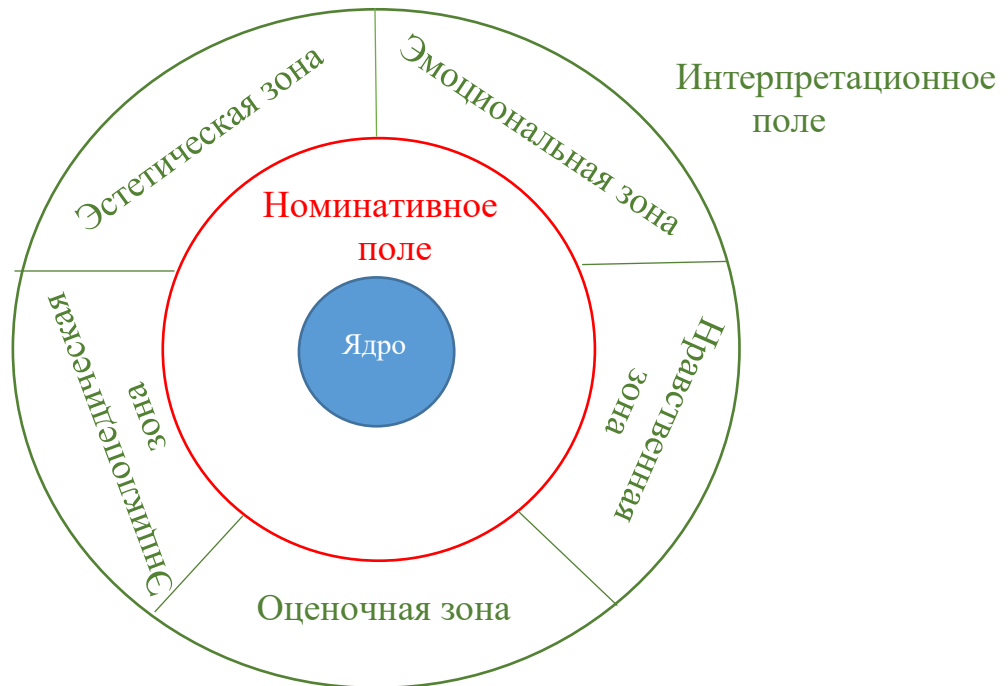 Эстетическая зона
Эмоциональная зона
Интерпретационное
поле
Номинативное
поле
Ядро
Энциклопедическая
зона
Нравственная
зона
Оценочная зона